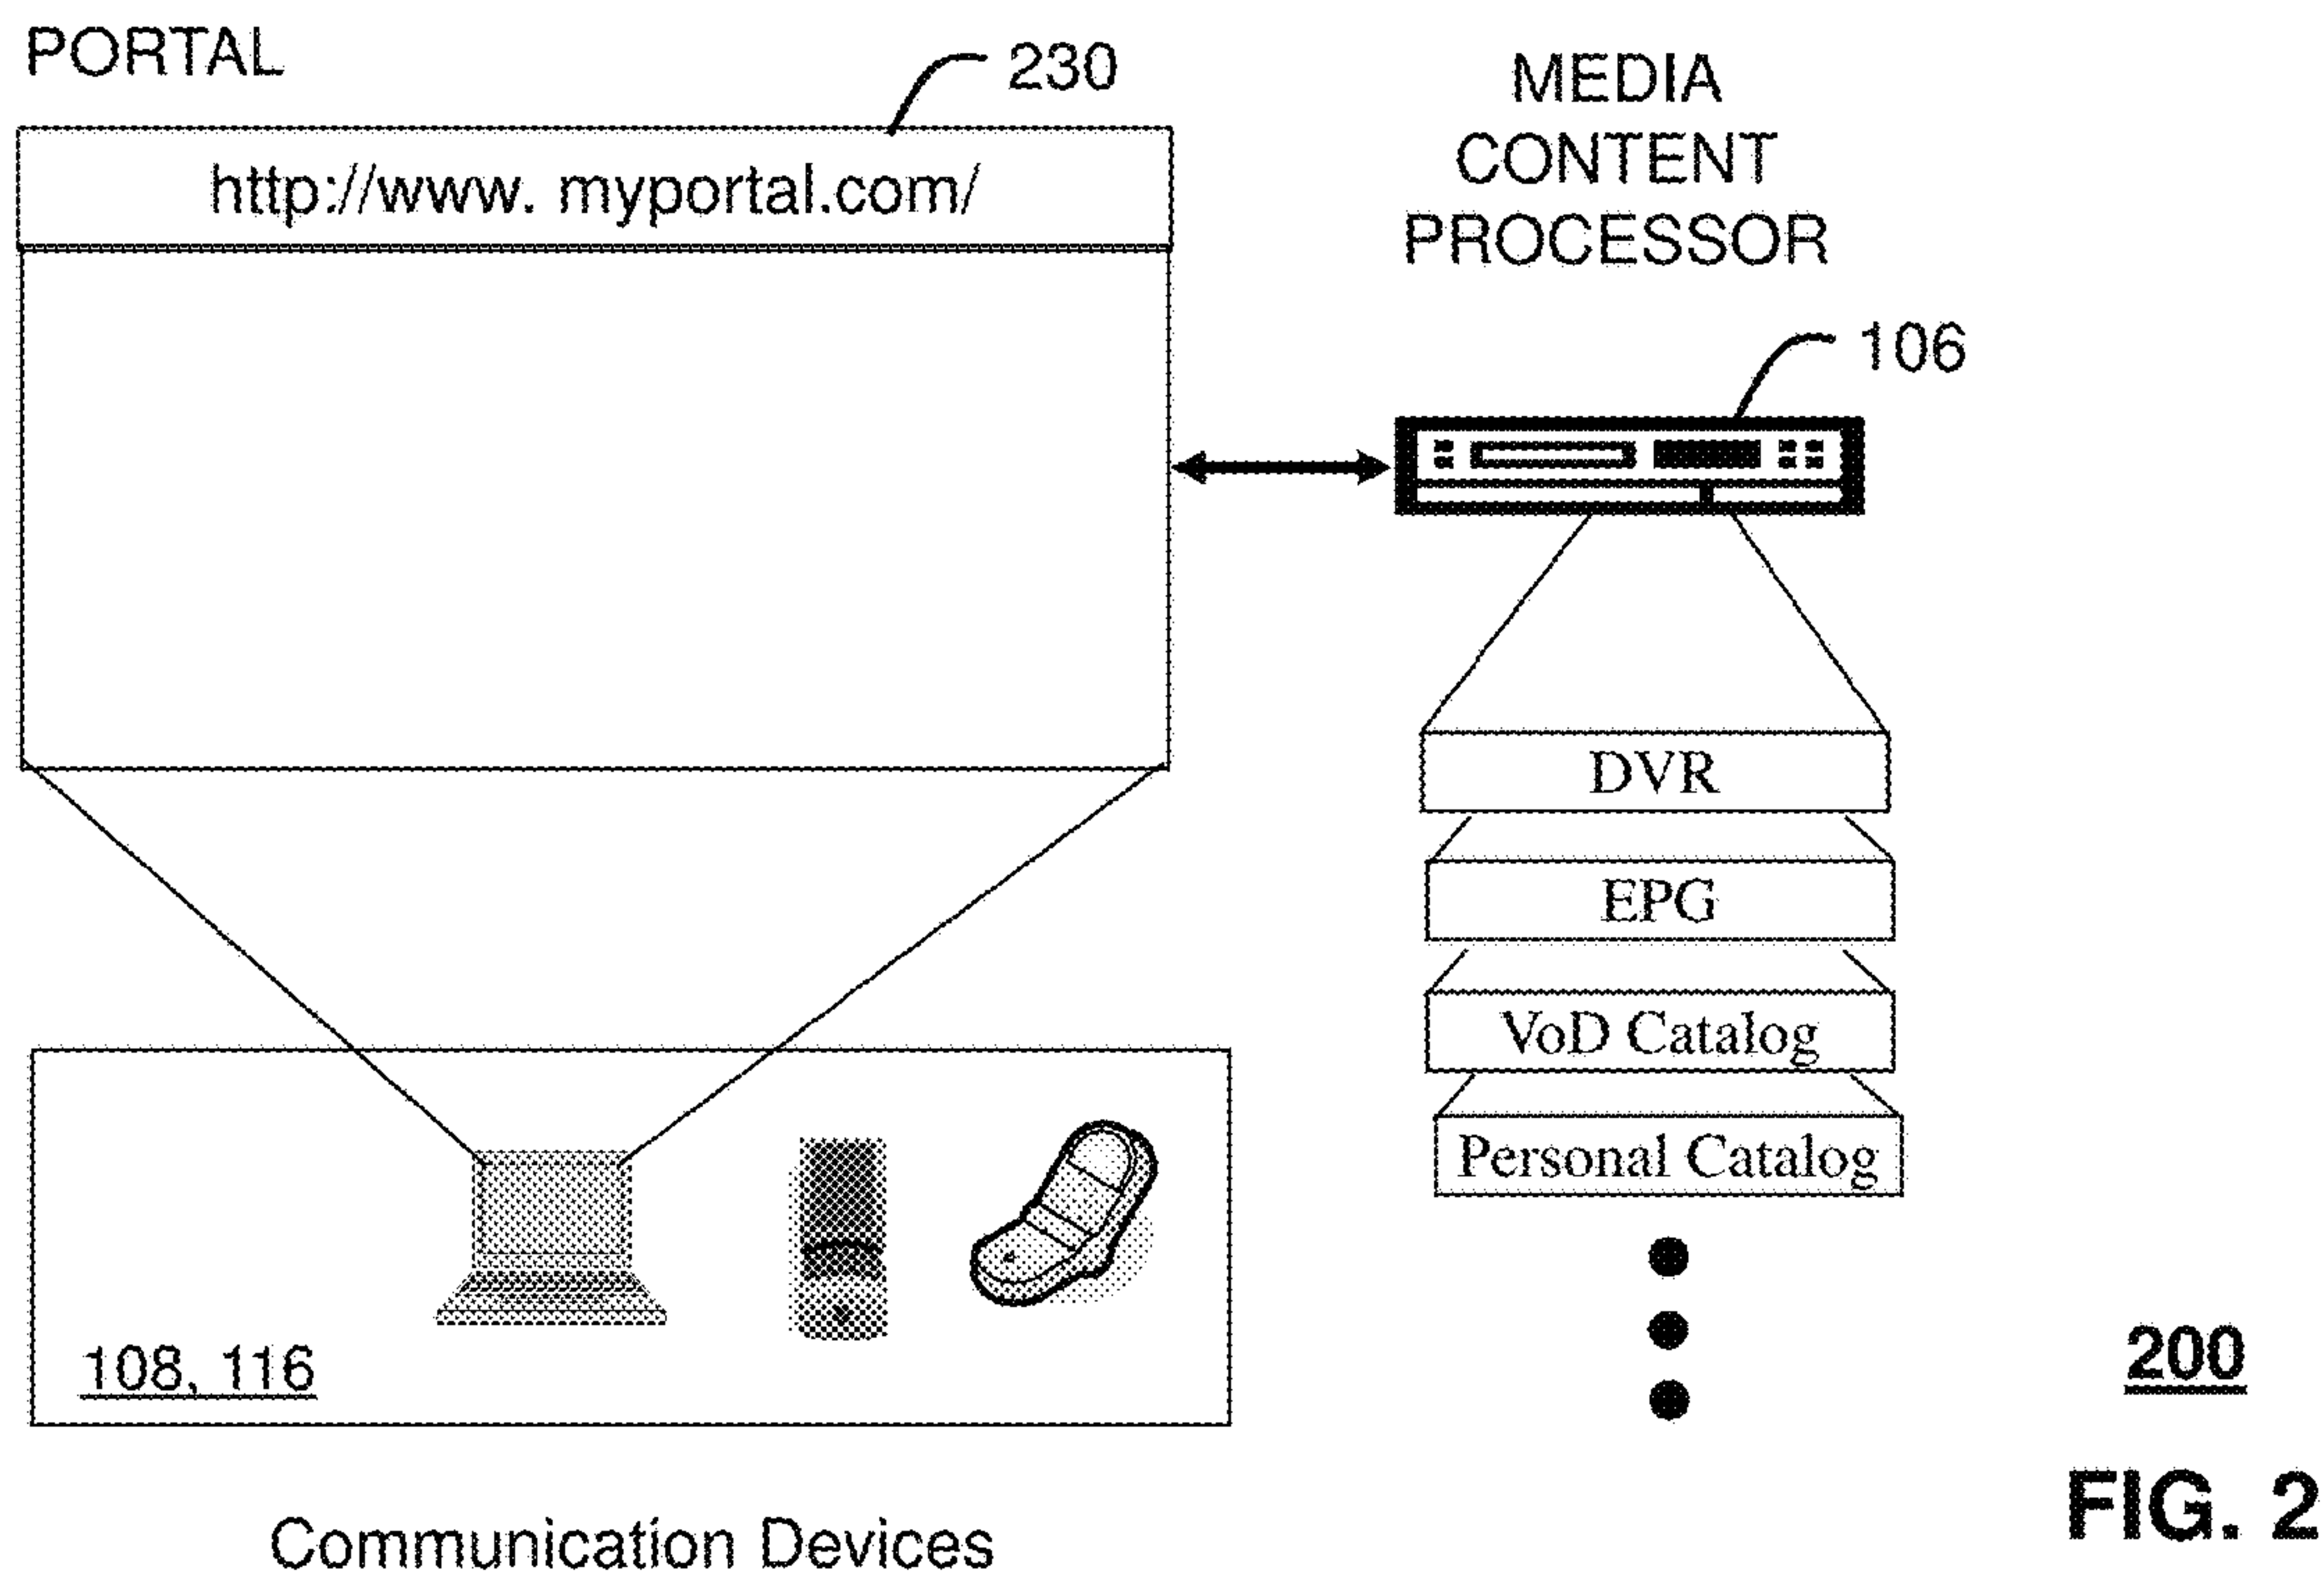 PORTAL
230
http://www. myportal.com/
MEDIA
CONTENT
PROCESSOR
106
DVR
EPG
VoD Catalog
Personal Catalog
108, 116
Communication Devices
200
FIG. 2